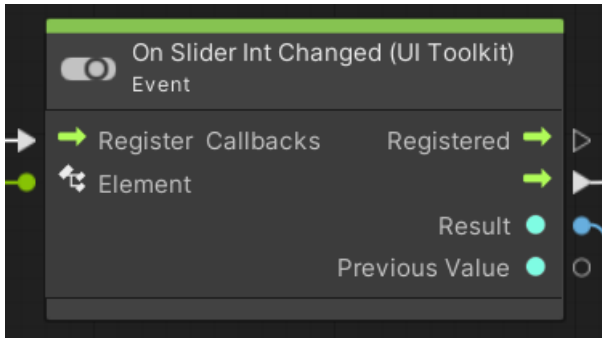 On Slider Int Changed (UI Toolkit)
Event
Register Callbacks Registered
Element
Result
Previous Value